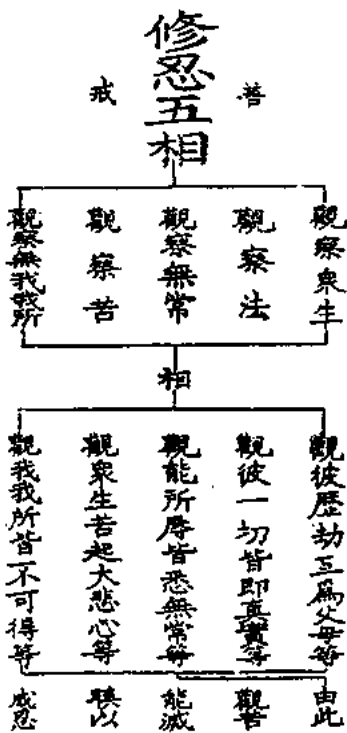 修忍五相
善
戒
觀察眾生
觀察法
觀察無常
觀察苦
觀察無我我所
相
觀彼歷劫互為父母等
觀彼一切皆即真實等
觀能所辱皆悉無常等
觀眾生苦起大悲心等
觀我我所皆不可得等
由此
觀苦
能滅
瞋以
成忍